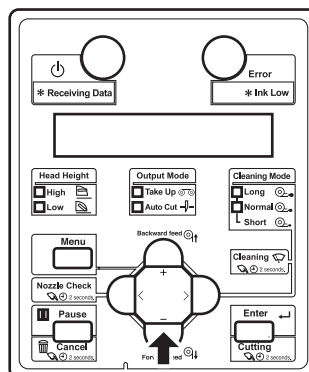 Error
* Receiving Data
* Ink Low
Head Height
High
Low
Output Mode
Take Up
Auto Cut
Cleaning Mode
Long
Normal
Short
Backward feed
Menu
+
Cleaning
2 seconds.
Nozzle Check
2 seconds.
< >
Pause
−
Enter
Cancel
2 seconds.
Cutting
2 seconds.